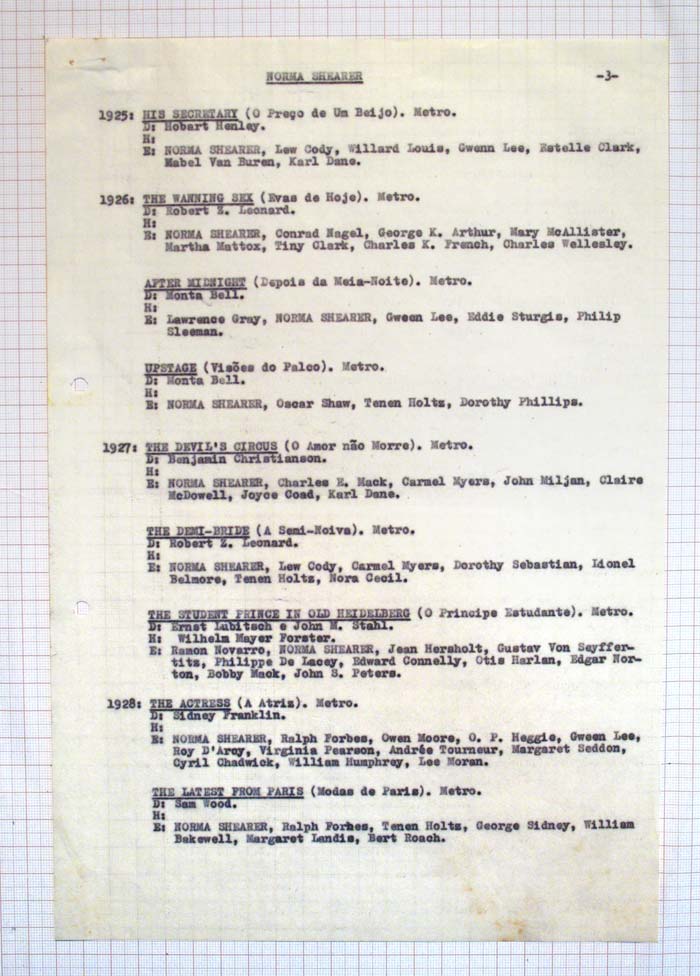 NORMA SHEARER -3-
1925: HIS SECRETARY (O Preço de Um Beijo). Metro.
D: Hobart Henley.
H:
E: NORMA SHEARER, Lew Cody, Willard Louis, Gwenn Lee, Estelle Clark,
Mabel Van Buren, Karl Dane.
1926: THE WANNING SEX (Evas de Hoje). Metro.
D: Robert Z. Leonard.
H:
E: NORMA SHEARER, Conrad Nagel, George K. Arthur, Mary McAllister,
Martha Mattox, Tiny Clark, Charles K. French, Charles Wellesley.
AFTER MIDNIGHT (Depois da Meia-Noite). Metro.
D: Monta Bell.
H:
E: Lawrence Gray, NORMA SHEARER, Gween Lee, Eddie Sturgis, Philip
Sleeman.
UPSTAGE (Visões do Palco). Metro.
D: Monta Bell.
H:
E: NORMA SHEARER, Oscar Shaw, Tenen Holtz, Dorothy Phillips.
1927: THE DEVIL'S CIRCUS (O Amor não Morre). Metro.
D: Benjamin Christianson.
H:
E: NORMA SHEARER, Charles E. Mack, Carmel Myers, John Miljan, Claire
McDowell, Joyce Coad, Karl Dane.
THE DEMI-BRIDE (A Semi-Noiva). Metro.
D: Robert Z. Leonard.
H:
E: NORMA SHEARER, Lew Cody, Carmel Myers, Dorothy Sebastian, Lionel
Belmore, Tenen Holtz, Nora Cecil.
THE STUDENT PRINCE IN OLD HEIDELBERG (O Principe Estudante). Metro.
D: Ernst Lubitsch e John M. Stahl.
H: Wilhelm Mayer Forster.
E: Ramon Novarro, NORMA SHEARER, Jean Hersholt, Gustav Von Seyffer-
titz, Philippe De Lacey, Edward Connelly, Otis Harlan, Edgar Nor-
ton, Bobby Mack, John S. Peters.
1928: THE ACTRESS (A Atriz). Metro.
D: Sidney Franklin.
H:
E: NORMA SHEARER, Ralph Forbes, Owen Moore, O. P. Heggie, Gween Lee,
Roy D'Arcy, Virginia Pearson, Andrée Tourneur, Margaret Seddon,
Cyril Chadwick, William Humphrey, Lee Moran.
THE LATEST FROM PARIS (Modas de Paris). Metro.
D: Sam Wood.
H:
E: NORMA SHEARER, Ralph Forbes, Tenen Holtz, George Sidney, William
Bakewell, Margaret Landis, Bert Roach.